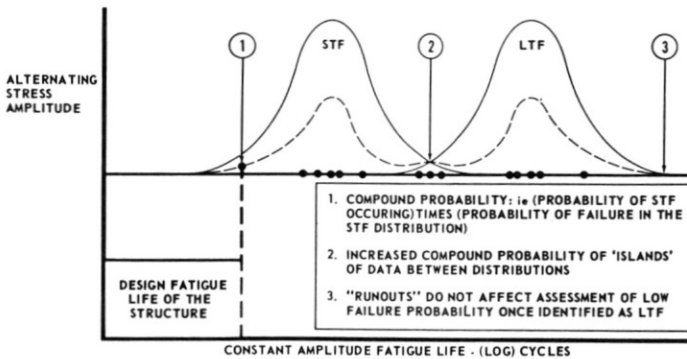 1
STF
2
LTF
3
ALTERNATING
STRESS
AMPLITUDE
1. COMPOUND PROBABILITY: ie (PROBABILITY OF STF
OCCURING) TIMES (PROBABILITY OF FAILURE IN THE
STF DISTRIBUTION)
2. INCREASED COMPOUND PROBABILITY OF 'ISLANDS'
OF DATA BETWEEN DISTRIBUTIONS
3. "RUNOUTS" DO NOT AFFECT ASSESSMENT OF LOW
FAILURE PROBABILITY ONCE IDENTIFIED AS LTF
DESIGN FATIGUE
LIFE OF THE
STRUCTURE
CONSTANT AMPLITUDE FATIGUE LIFE - (LOG) CYCLES